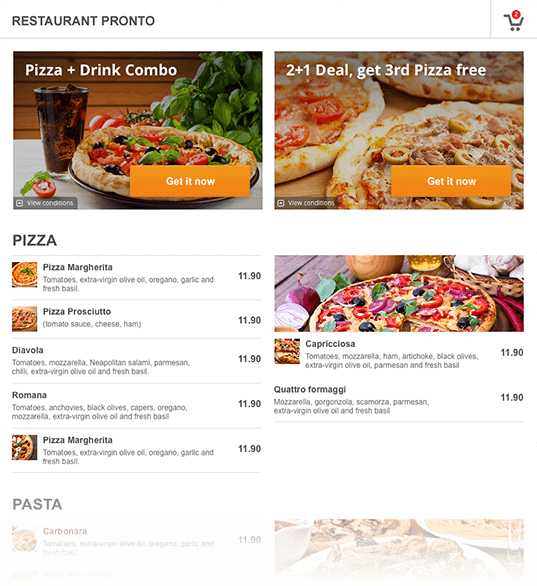 RESTAURANT PRONTO
2
Pizza + Drink Combo
Get it now
View conditions
2+1 Deal, get 3rd Pizza free
Get it now
View conditions
PIZZA
Pizza Margherita
Tomatoes, extra-virgin olive oil, oregano, garlic and
fresh basil.
11.90
Pizza Prosciutto
(tomato sauce, cheese, ham)
11.90
Diavola
Tomatoes, mozzarella, Neapolitan salami, parmesan,
chilli, extra-virgin olive oil and fresh basil.
11.90
Romana
Tomatoes, anchovies, black olives, capers, oregano,
mozzarella, extra-virgin olive oil and fresh basil
11.90
Pizza Margherita
Tomatoes, extra-virgin olive oil, oregano, garlic and
fresh basil.
11.90
Capricciosa
Tomatoes, mozzarella, ham, artichoke, black olives,
extra-virgin olive oil, parmesan and fresh basil
11.90
Quattro formaggi
Mozzarella, gorgonzola, scamorza, parmesan,
extra-virgin olive oil and fresh basil
11.90
PASTA
Carbonara
Tomatoes, extra-virgin olive oil, oregano, garlic and
fresh basil.
11.90